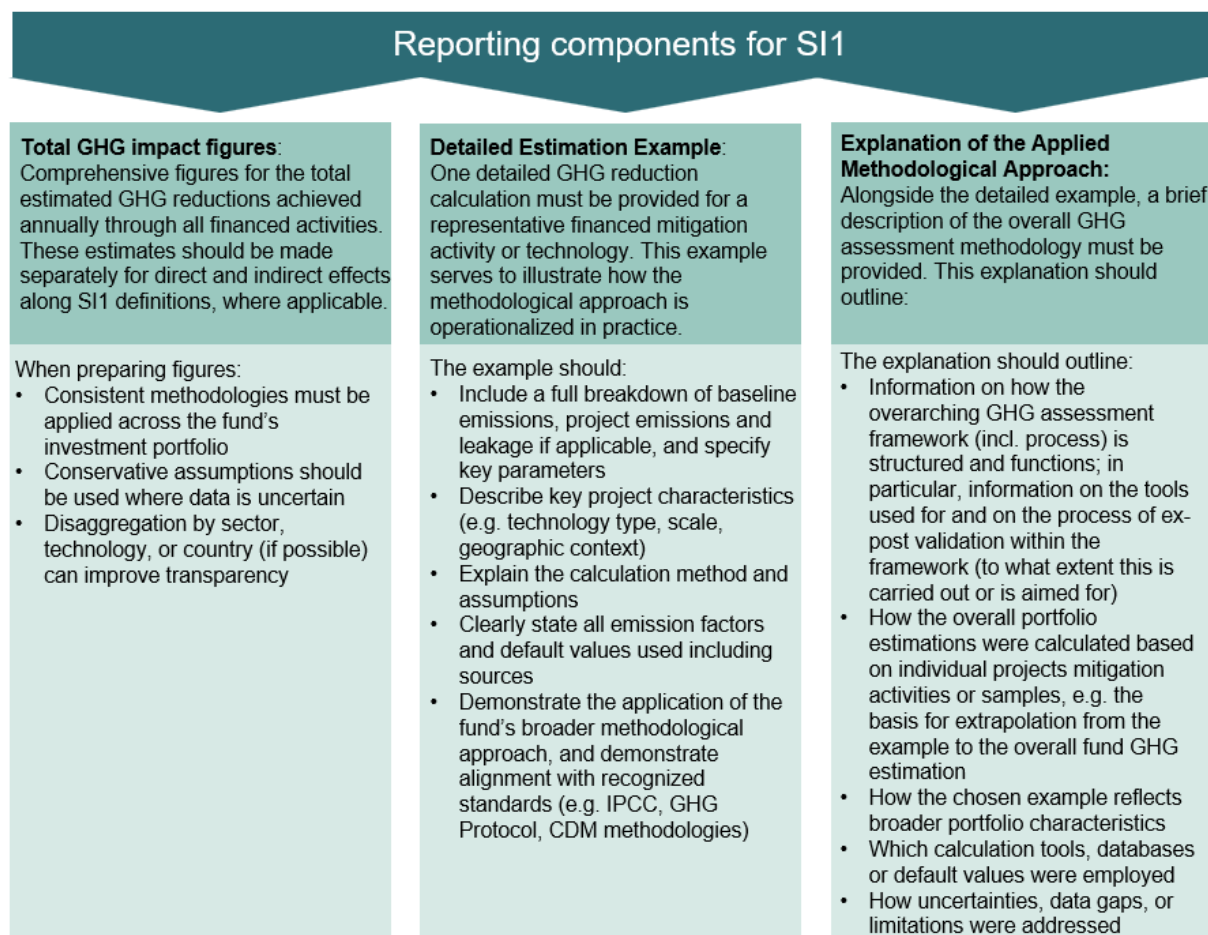 Reporting components for SI1
Total GHG impact figures:
Comprehensive figures for the total
estimated GHG reductions achieved
annually through all financed activities.
These estimates should be made
separately for direct and indirect effects
along SI1 definitions, where applicable.
When preparing figures:
• Consistent methodologies must be
applied across the fund's
investment portfolio
• Conservative assumptions should
be used where data is uncertain
• Disaggregation by sector,
technology, or country (if possible)
can improve transparency
Detailed Estimation Example:
One detailed GHG reduction
calculation must be provided for a
representative financed mitigation
activity or technology. This example
serves to illustrate how the
methodological approach is
operationalized in practice.
The example should:
• Include a full breakdown of baseline
emissions, project emissions and
leakage if applicable, and specify
key parameters
• Describe key project characteristics
(e.g. technology type, scale,
geographic context)
• Explain the calculation method and
assumptions
• Clearly state all emission factors
and default values used including
sources
• Demonstrate the application of the
fund's broader methodological
approach, and demonstrate
alignment with recognized
standards (e.g. IPCC, GHG
Protocol, CDM methodologies)
Explanation of the Applied
Methodological Approach:
Alongside the detailed example, a brief
description of the overall GHG
assessment methodology must be
provided. This explanation should
outline:
The explanation should outline:
• Information on how the
overarching GHG assessment
framework (incl. process) is
structured and functions; in
particular, information on the tools
used for and on the process of ex-
post validation within the
framework (to what extent this is
carried out or is aimed for)
• How the overall portfolio
estimations were calculated based
on individual projects mitigation
activities or samples, e.g. the
basis for extrapolation from the
example to the overall fund GHG
estimation
• How the chosen example reflects
broader portfolio characteristics
• Which calculation tools, databases
or default values were employed
• How uncertainties, data gaps, or
limitations were addressed